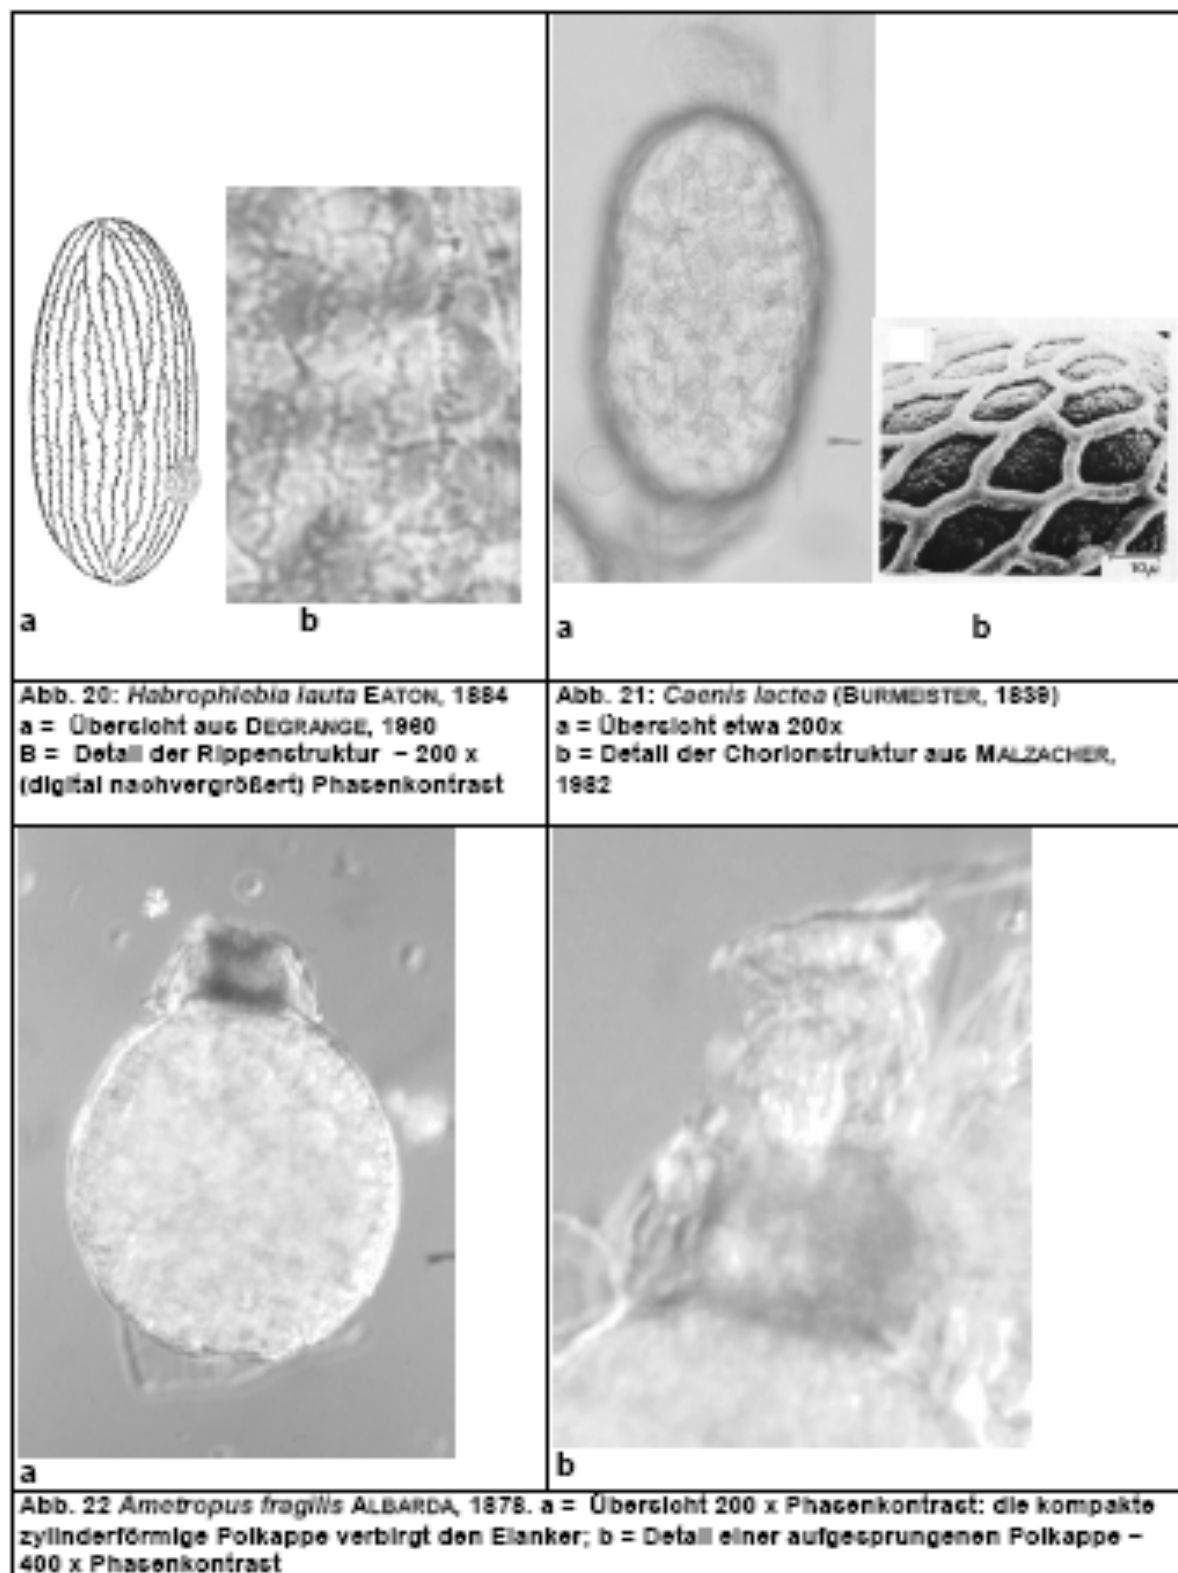 a
b
a
b
10µ
Abb. 20: Habrophlebia lauta EATON, 1884
a = Übersicht aus DEGRANGE, 1960
B = Detail der Rippenstruktur – 200 x
(digital nachvergrößert) Phasenkontrast
Abb. 21: Caenis lactea (BURMEISTER, 1839)
a = Übersicht etwa 200x
b = Detail der Chorionstruktur aus MALZACHER,
1982
a
b
Abb. 22 Ametropus fragilis ALBARDA, 1878. a = Übersicht 200 x Phasenkontrast: die kompakte
zylinderförmige Polkappe verbirgt den Eianker; b = Detail einer aufgesprungenen Polkappe –
400 x Phasenkontrast